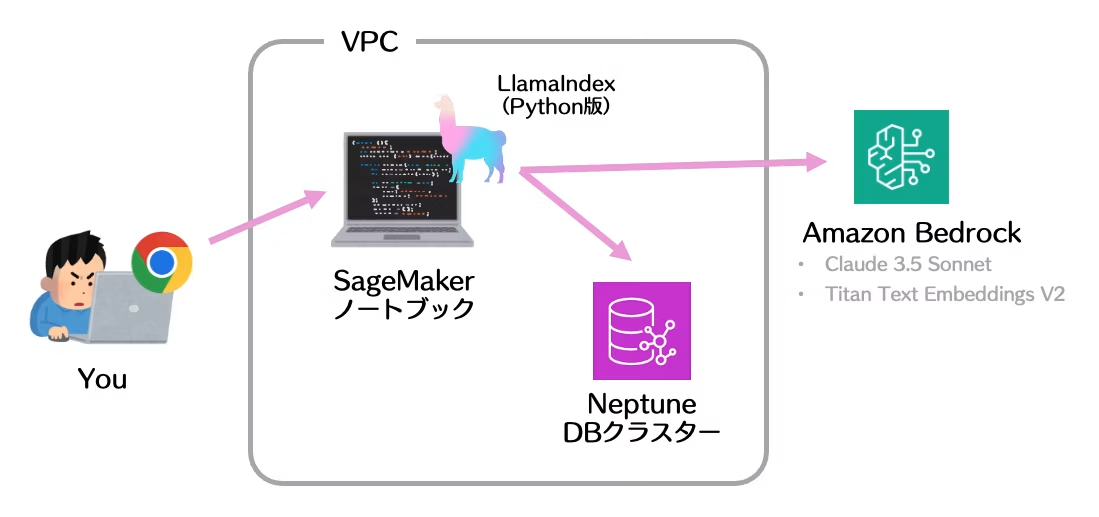 VPC
LlamaIndex
（Python版）
SageMaker
ノートブック
You
Neptune
DBクラスター
Amazon Bedrock
・ Claude 3.5 Sonnet
・ Titan Text Embeddings V2